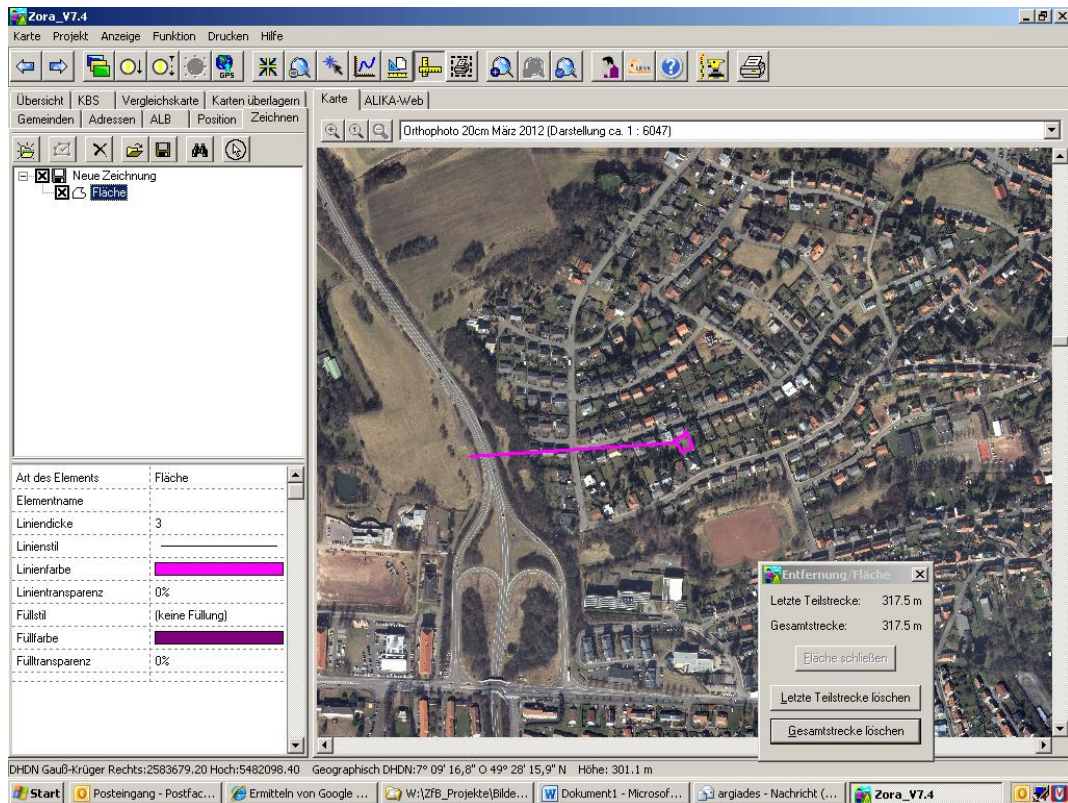 Zora_V7.4
Karte Projekt Anzeige Funktion Drucken Hilfe
GPS
LEVK
Übersicht KBS Vergleichskarte Karten überlagern
Gemeinden Adressen ALB Position Zeichnen
Neue Zeichnung
Fläche
Art des Elements Fläche
Elementname
Liniendicke 3
Linienstil
Linienfarbe
Linientransparenz 0%
Füllstil (keine Füllung)
Füllfarbe
Fülltransparenz 0%
Karte ALIKA-Web
Orthophoto 20cm März 2012 (Darstellung ca. 1 : 6047)
Entfernung/Fläche
Letzte Teilstrecke: 317.5 m
Gesamtstrecke: 317.5 m
Fläche schließen
Letzte Teilstrecke löschen
Gesamtstrecke löschen
DHDN Gauß-Krüger Rechts:2583679.20 Hoch:5482098.40 Geographisch DHDN:7° 09' 16,8" O 49° 28' 15,9" N Höhe: 301.1 m
Start Posteingang - Postfac... Ermitteln von Google ... W:\ZfB_Projekte\Bilde... Dokument1 - Microsof... argiades - Nachricht (... Zora_V7.4